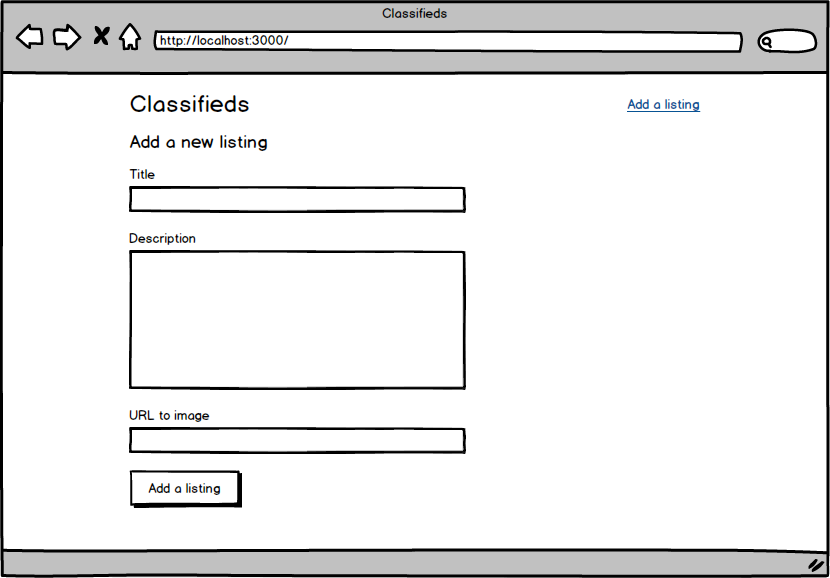 Classifieds
http://localhost:3000/
Classifieds
Add a listing
Add a new listing
Title
Description
URL to image
Add a listing